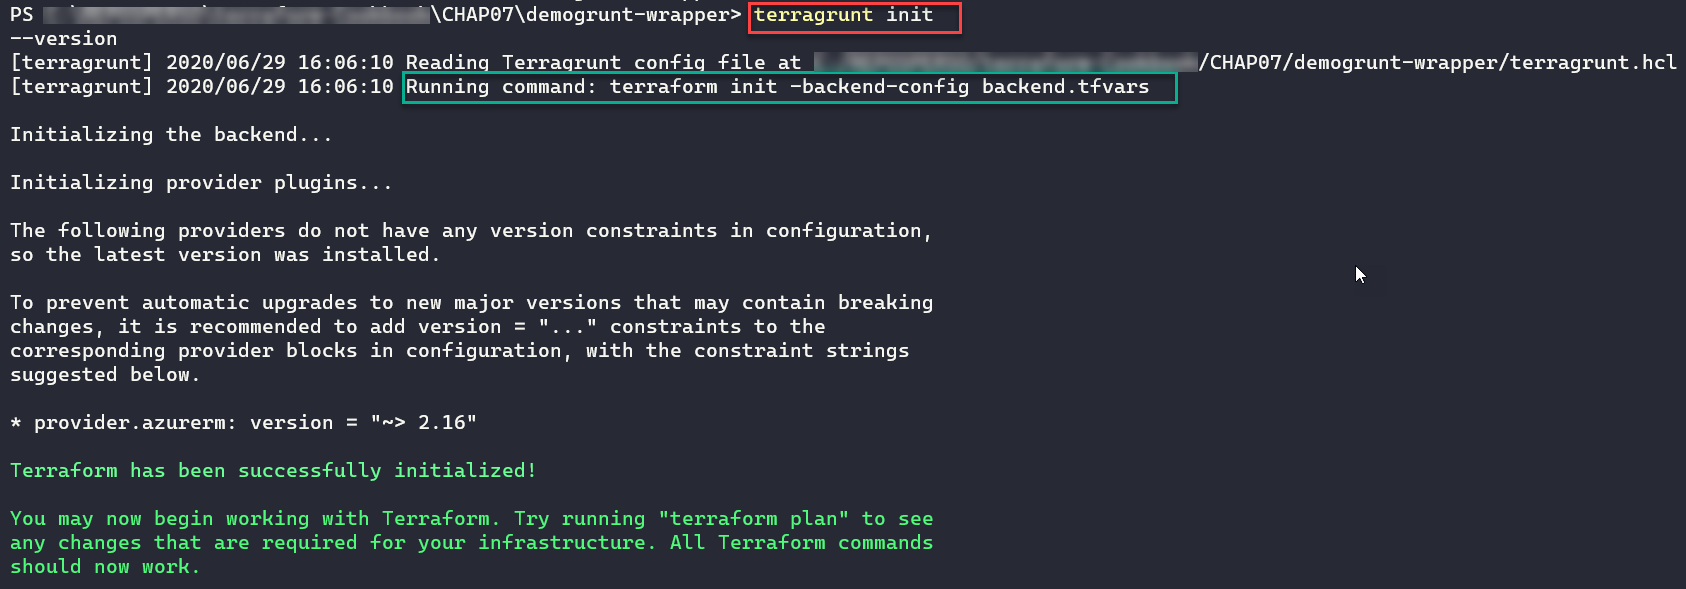 PS \CHAP07\demogrunt-wrapper> terragrunt init
--version
[terragrunt] 2020/06/29 16:06:10 Reading Terragrunt config file at /CHAP07/demogrunt-wrapper/terragrunt.hcl
[terragrunt] 2020/06/29 16:06:10 Running command: terraform init -backend-config backend.tfvars
Initializing the backend...
Initializing provider plugins...
The following providers do not have any version constraints in configuration,
so the latest version was installed.
To prevent automatic upgrades to new major versions that may contain breaking
changes, it is recommended to add version = "..." constraints to the
corresponding provider blocks in configuration, with the constraint strings
suggested below.
* provider.azurerm: version = "~> 2.16"
Terraform has been successfully initialized!
You may now begin working with Terraform. Try running "terraform plan" to see
any changes that are required for your infrastructure. All Terraform commands
should now work.